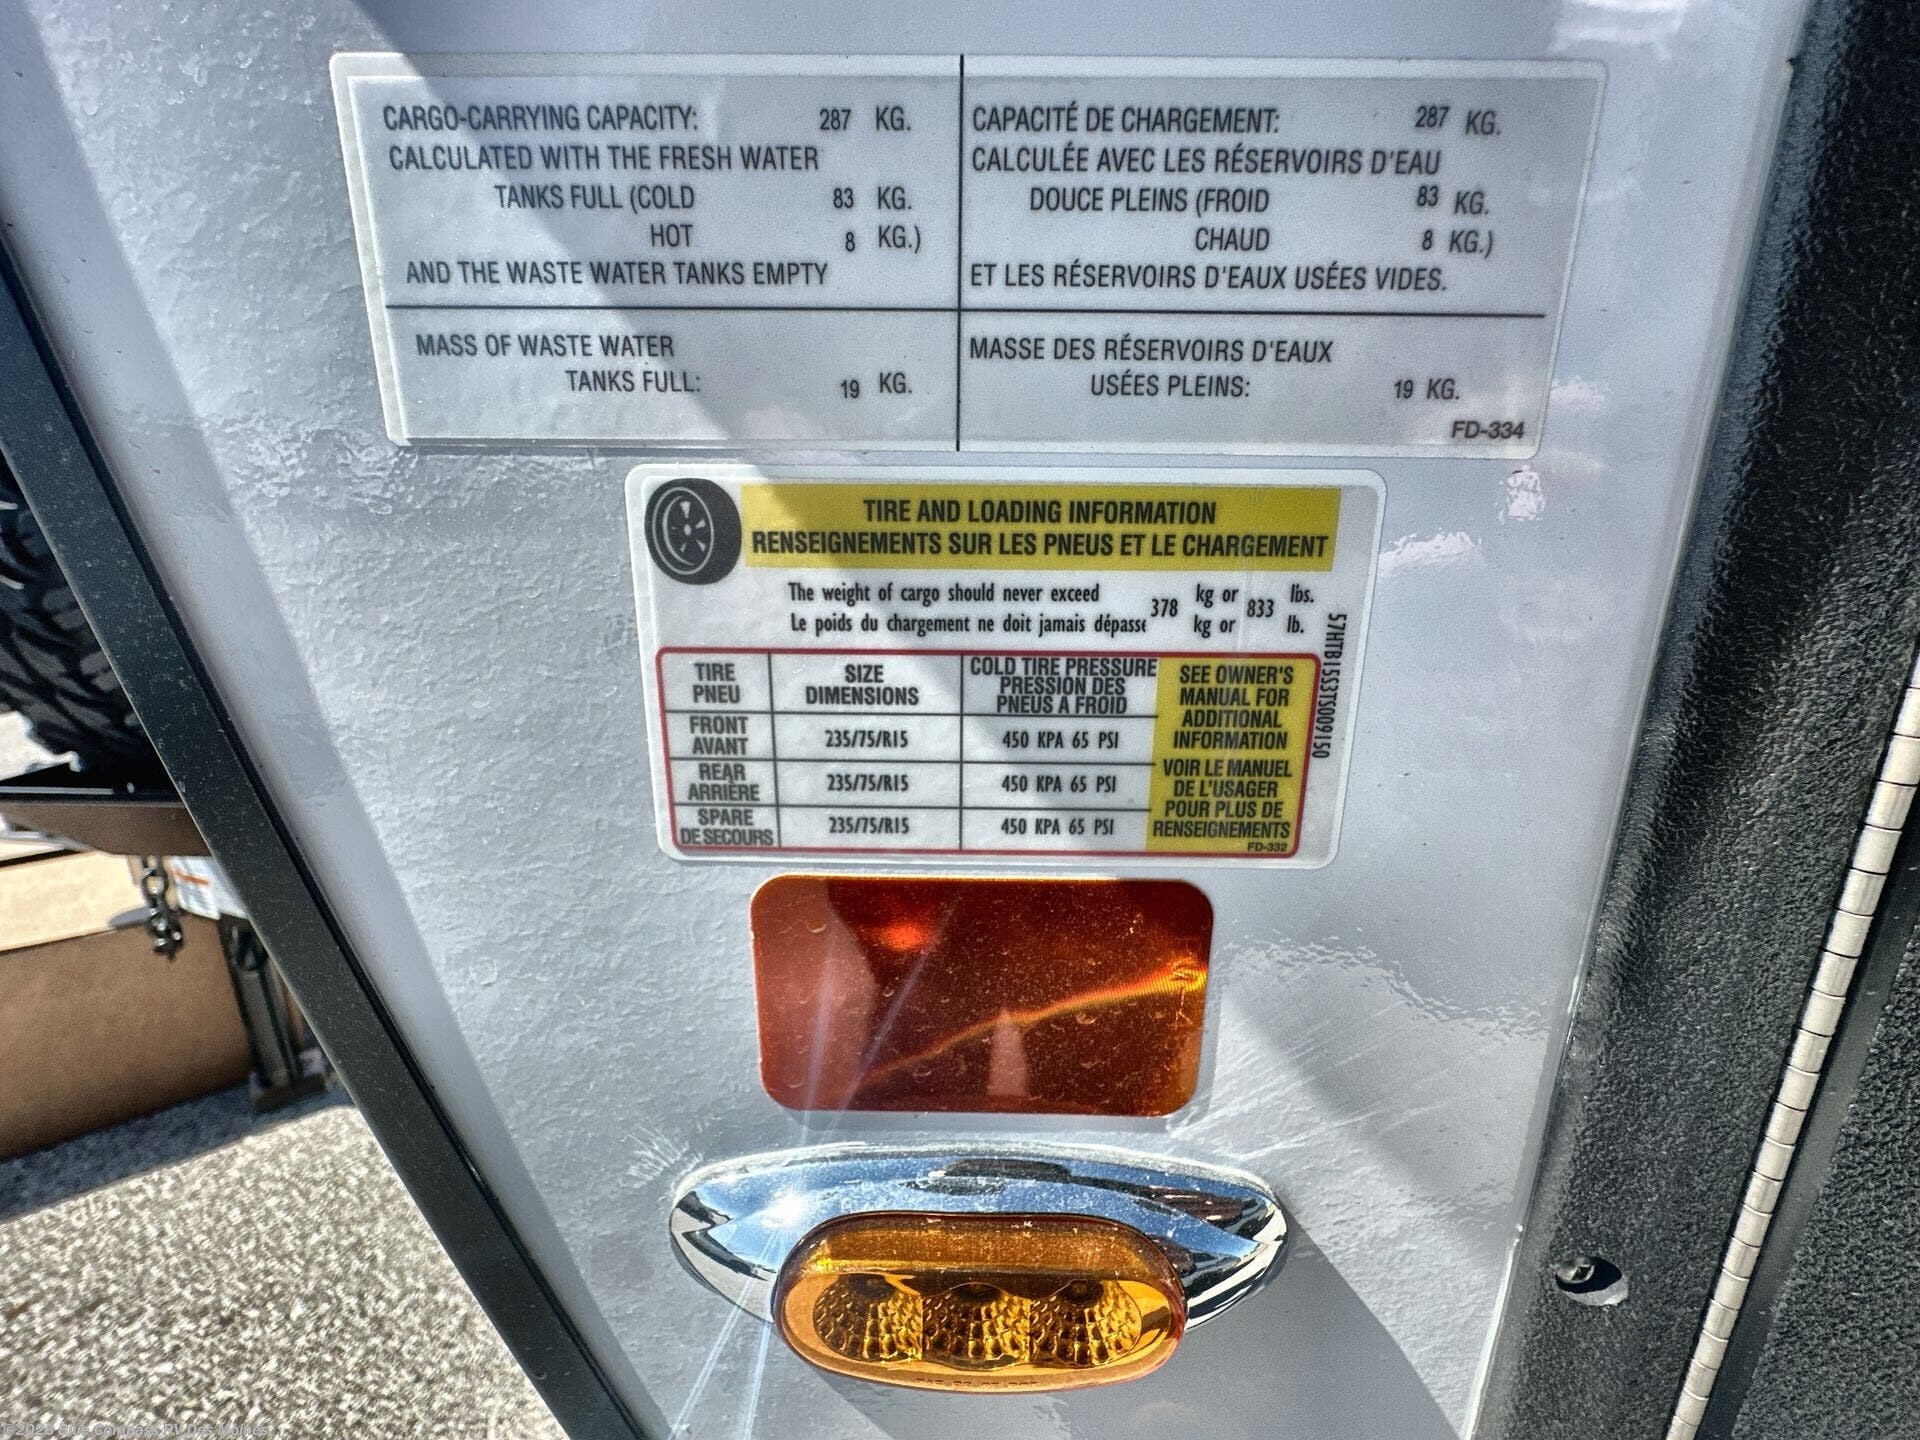 CARGO-CARRYING CAPACITY: 287 KG.
CALCULATED WITH THE FRESH WATER
TANKS FULL (COLD 83 KG.
HOT 8 KG.)
AND THE WASTE WATER TANKS EMPTY
MASS OF WASTE WATER
TANKS FULL: 19 KG.
CAPACITÉ DE CHARGEMENT: 287 KG.
CALCULÉE AVEC LES RÉSERVOIRS D'EAU
DOUCE PLEINS (FROID 83 KG.
CHAUD 8 KG.)
ET LES RÉSERVOIRS D'EAUX USÉES VIDES.
MASSE DES RÉSERVOIRS D'EAUX
USÉES PLEINS: 19 KG.
FD-334
TIRE AND LOADING INFORMATION
RENSEIGNEMENTS SUR LES PNEUS ET LE CHARGEMENT
The weight of cargo should never exceed 378 kg or 833 lbs.
Le poids du chargement ne doit jamais dépasse kg or lb.
TIRE
PNEU
SIZE
DIMENSIONS
COLD TIRE PRESSURE
PRESSION DES
PNEUS A FROID
FRONT
AVANT
235/75/R15
450 KPA 65 PSI
REAR
ARRIÈRE
235/75/R15
450 KPA 65 PSI
SPARE
DE SECOURS
235/75/R15
450 KPA 65 PSI
SEE OWNER'S
MANUAL FOR
ADDITIONAL
INFORMATION
VOIR LE MANUEL
DE L'USAGER
POUR PLUS DE
RENSEIGNEMENTS
FD-332
57HTB15S3TS009150
Compass RV Des Moines